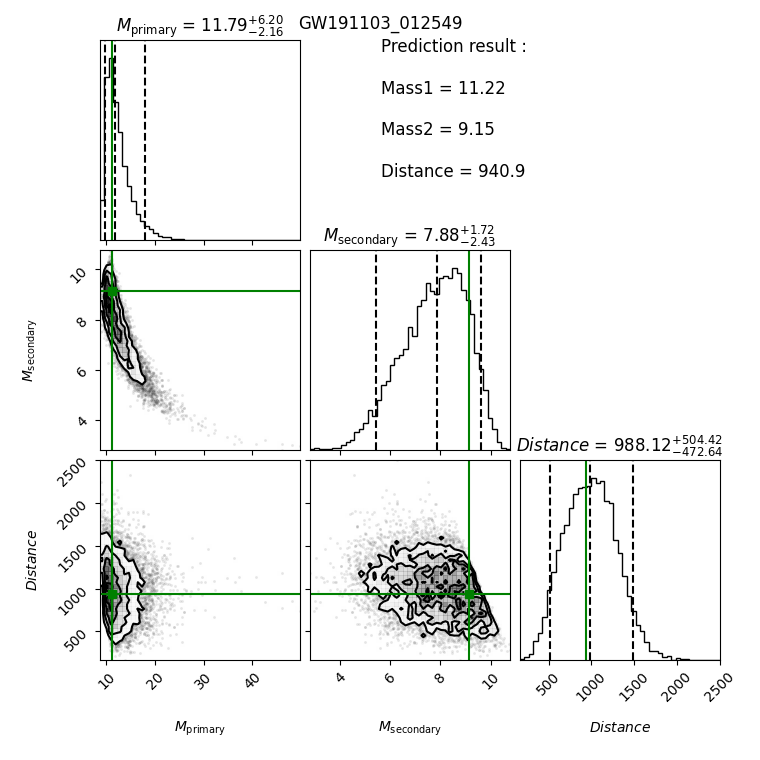 M_primary = 11.79 +6.20 −2.16 GW191103_012549
Prediction result :
Mass1 = 11.22
Mass2 = 9.15
Distance = 940.9
M_secondary = 7.88 +1.72 −2.43
10
8
6
4
M_secondary
Distance = 988.12 +504.42 −472.64
2500
2000
1500
1000
500
Distance
10 20 30 40
4 6 8 10
500 1000 1500 2000 2500
M_primary M_secondary Distance